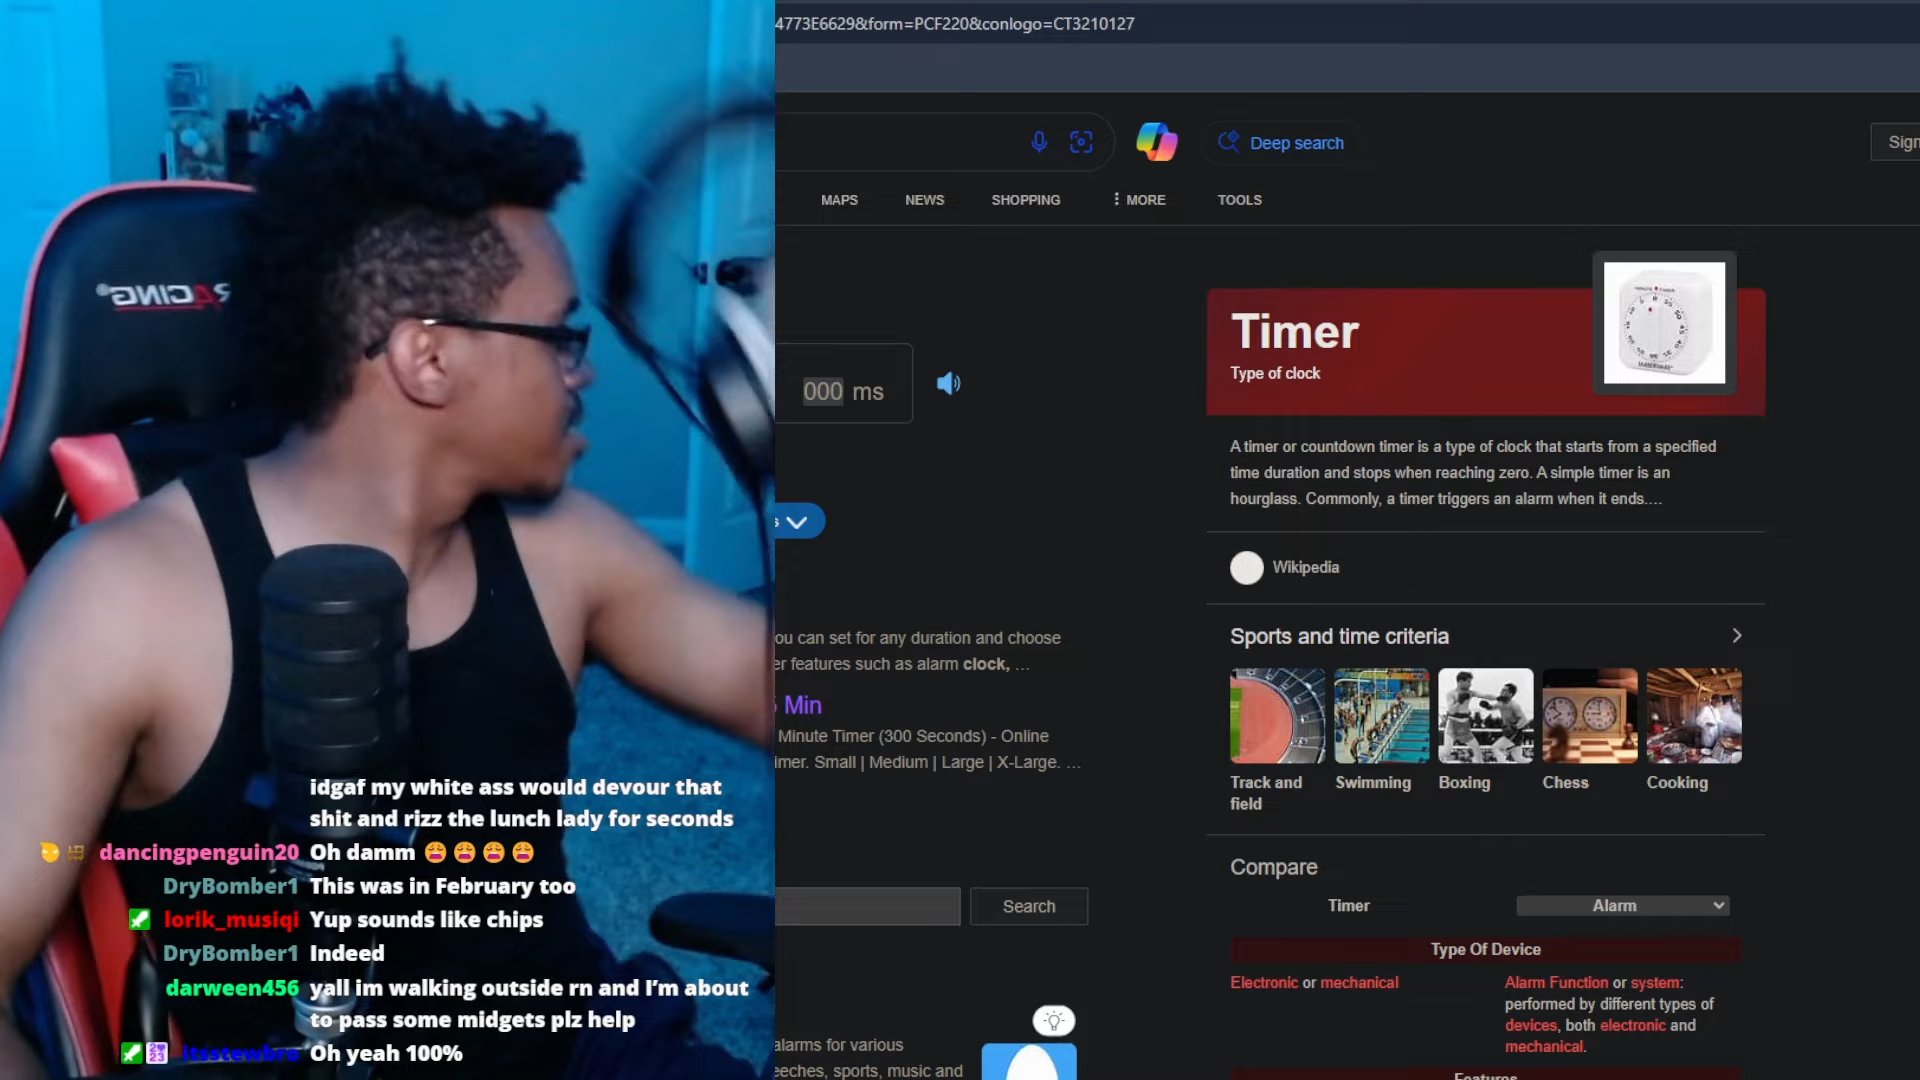 4773E6629&form=PCF220&conlogo=CT3210127
Deep search
Sign
MAPS NEWS SHOPPING MORE TOOLS
RACING
000 ms
Timer
Type of clock
A timer or countdown timer is a type of clock that starts from a specified
time duration and stops when reaching zero. A simple timer is an
hourglass. Commonly, a timer triggers an alarm when it ends....
s
Wikipedia
ou can set for any duration and choose
er features such as alarm clock, ...
5 Min
Minute Timer (300 Seconds) - Online
imer. Small | Medium | Large | X-Large. ...
Search
alarms for various
eeches, sports, music and
Sports and time criteria
Track and
field
Swimming
Boxing
Chess
Cooking
Compare
Timer Alarm
Type Of Device
Electronic or mechanical
Alarm Function or system:
performed by different types of
devices, both electronic and
mechanical.
Features
idgaf my white ass would devour that
shit and rizz the lunch lady for seconds
dancingpenguin20 Oh damm 😩 😩 😩 😩
DryBomber1 This was in February too
lorik_musiqi Yup sounds like chips
DryBomber1 Indeed
darween456 yall im walking outside rn and I'm about
to pass some midgets plz help
itsstewbro Oh yeah 100%